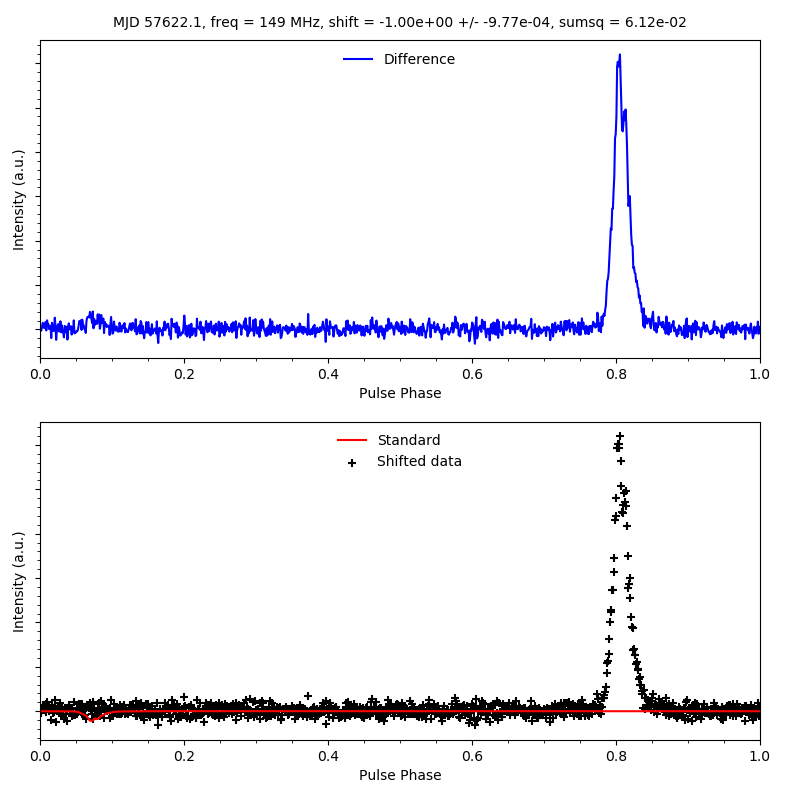 MJD 57622.1, freq = 149 MHz, shift = -1.00e+00 +/- -9.77e-04, sumsq = 6.12e-02
Difference
Intensity (a.u.)
0.0 0.2 0.4 0.6 0.8 1.0
Pulse Phase
Standard
Shifted data
Intensity (a.u.)
0.0 0.2 0.4 0.6 0.8 1.0
Pulse Phase